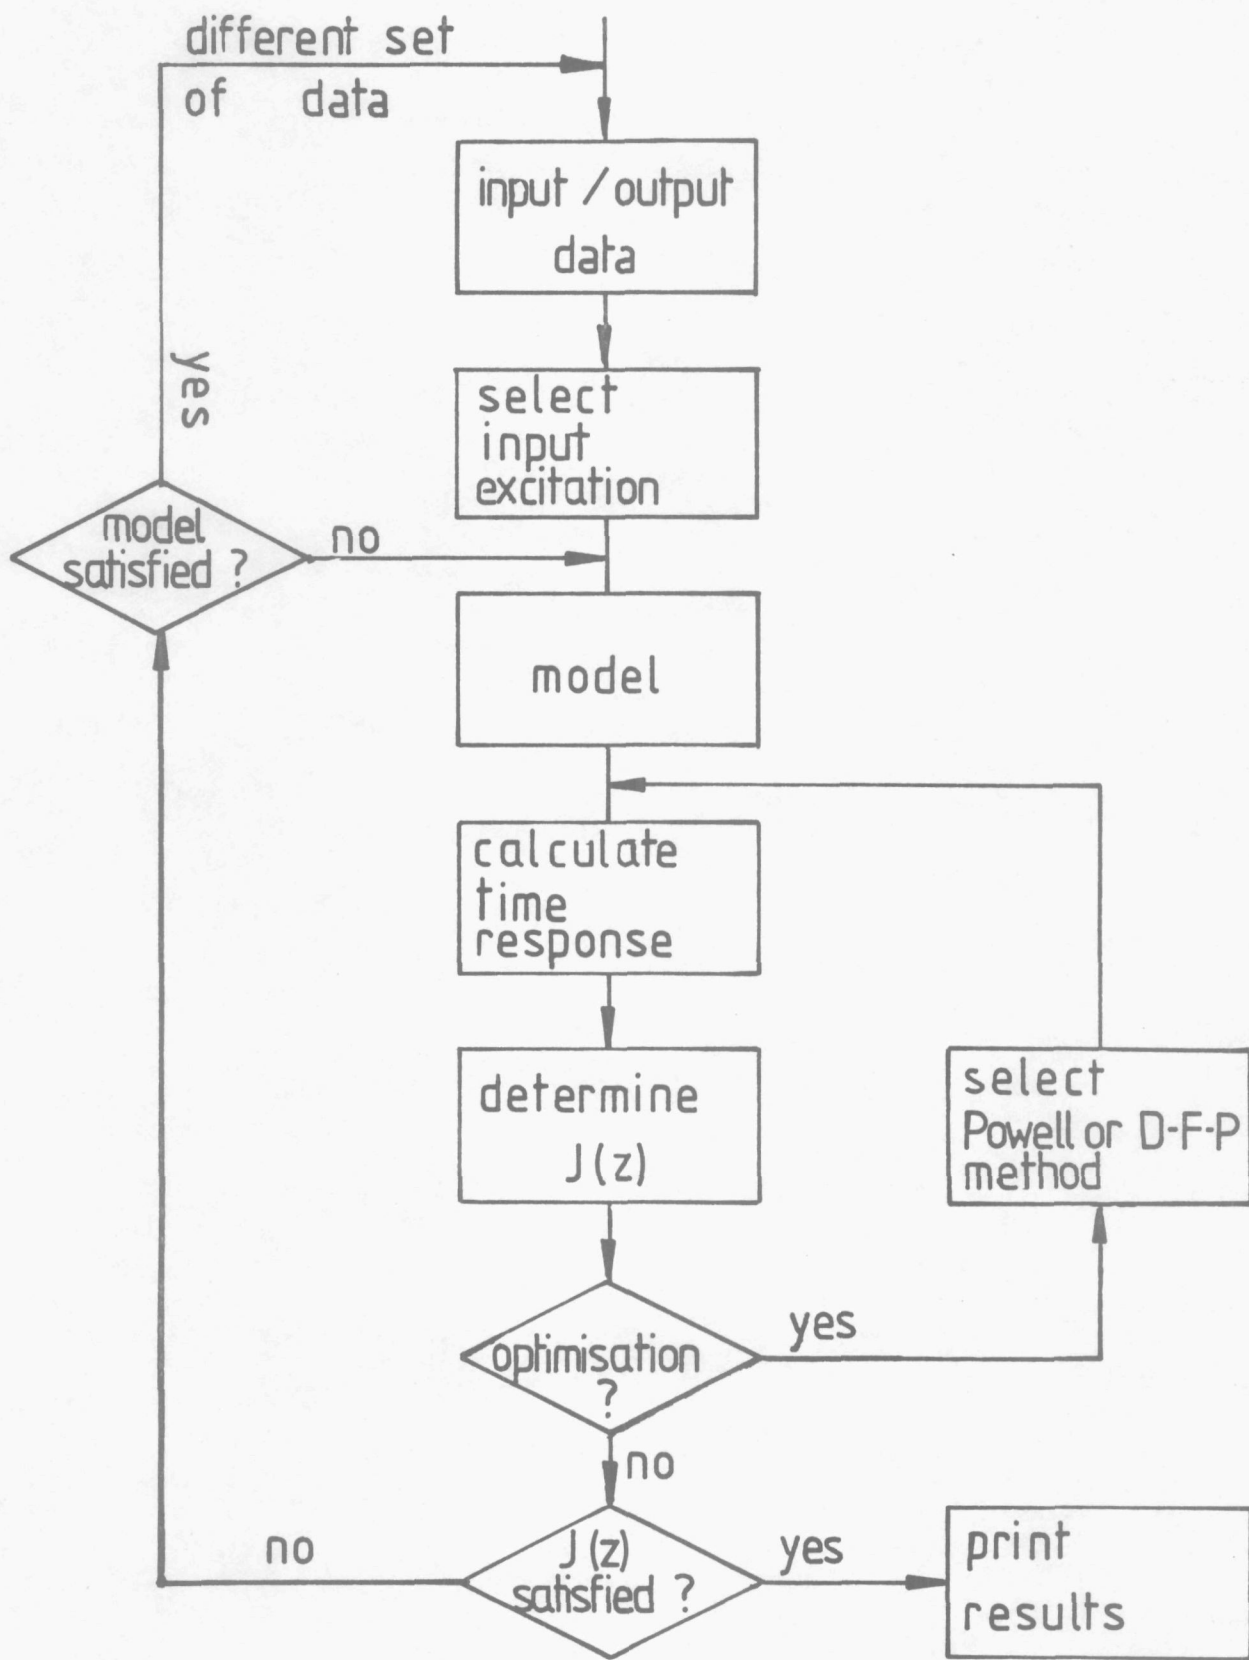 different set
of data
input / output
data
yes
select
input
excitation
model
satisfied ?
no
model
calculate
time
response
determine
J(z)
select
Powell or D-F-P
method
optimisation
?
yes
no
J(z)
satisfied ?
no
yes
print
results